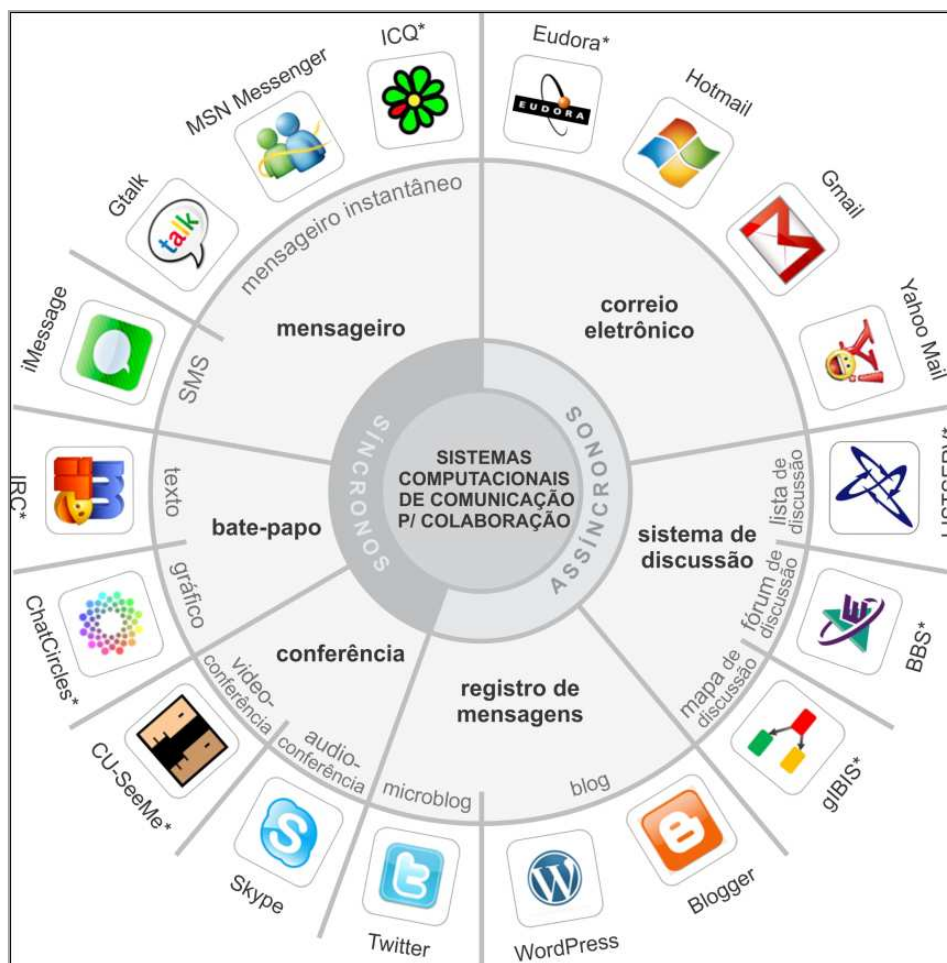 ICQ*
MSN Messenger
Gtalk
iMessage
IRC*
ChatCircles*
CU-SeeMe*
Skype
Twitter
WordPress
Blogger
gIBIS*
BBS*
LISTSERV*
Yahoo Mail
Gmail
Hotmail
Eudora*
EUDORA
talk
mensageiro instantâneo
SMS
mensageiro
texto
gráfico
bate-papo
vídeo-
conferência
audio-
conferência
conferência
microblog
blog
registro de
mensagens
mapa de
discussão
fórum de
discussão
lista de
discussão
sistema de
discussão
correio
eletrônico
SÍNCRONOS
ASSÍNCRONOS
SISTEMAS
COMPUTACIONAIS
DE COMUNICAÇÃO
P/ COLABORAÇÃO